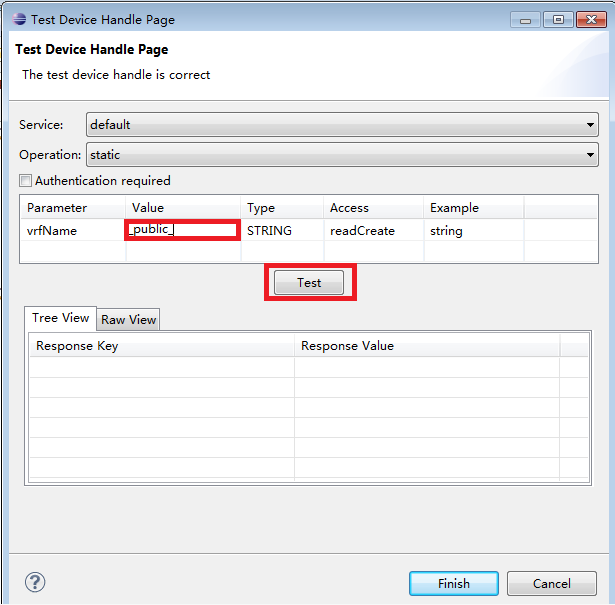 Test Device Handle Page
Test Device Handle Page
The test device handle is correct
Service: default
Operation: static
Authentication required
Parameter Value Type Access Example
vrfName _public_ STRING readCreate string
Test
Tree View Raw View
Response Key Response Value
? Finish Cancel